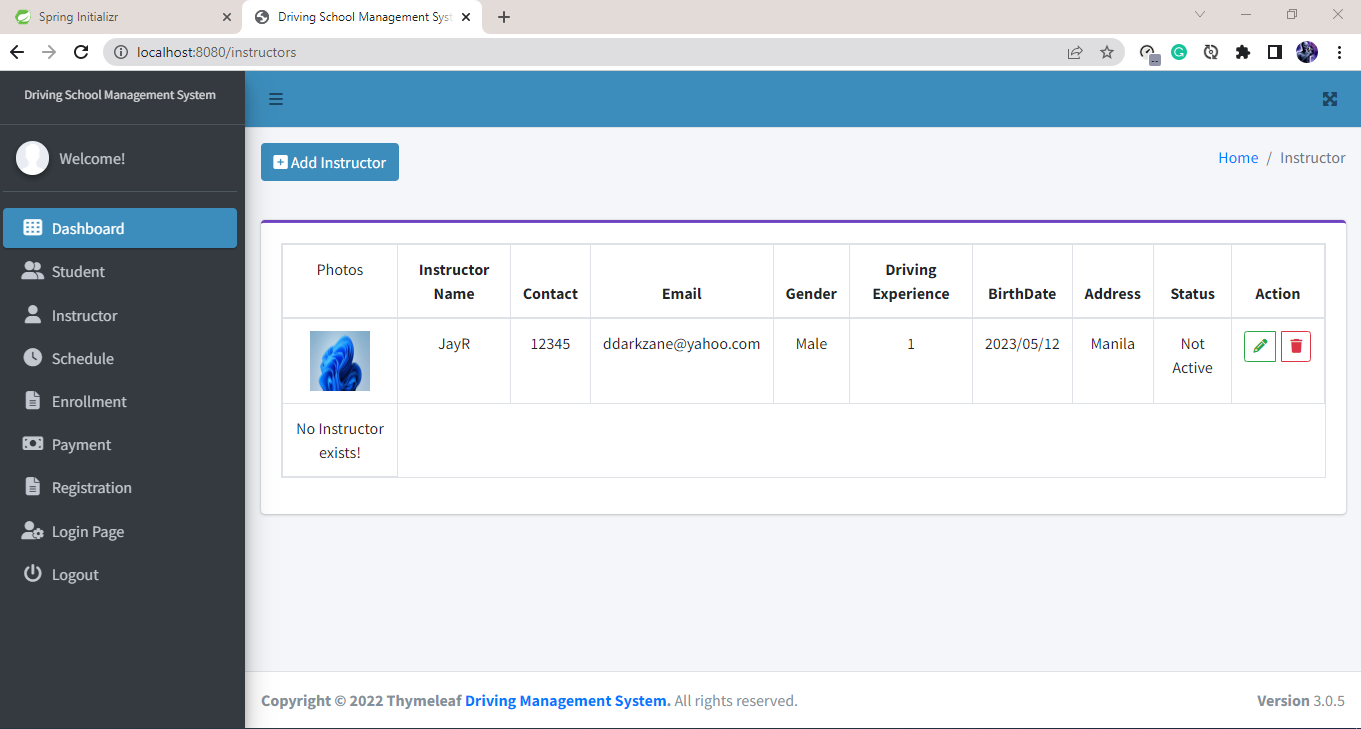 Spring Initializr
Driving School Management Syst
localhost:8080/instructors
Driving School Management System
Welcome!
Dashboard
Student
Instructor
Schedule
Enrollment
Payment
Registration
Login Page
Logout
Add Instructor
Home / Instructor
Photos
Instructor
Name
Contact
Email
Gender
Driving
Experience
BirthDate
Address
Status
Action
JayR
12345
ddarkzane@yahoo.com
Male
1
2023/05/12
Manila
Not
Active
No Instructor
exists!
Copyright © 2022 Thymeleaf Driving Management System. All rights reserved.
Version 3.0.5